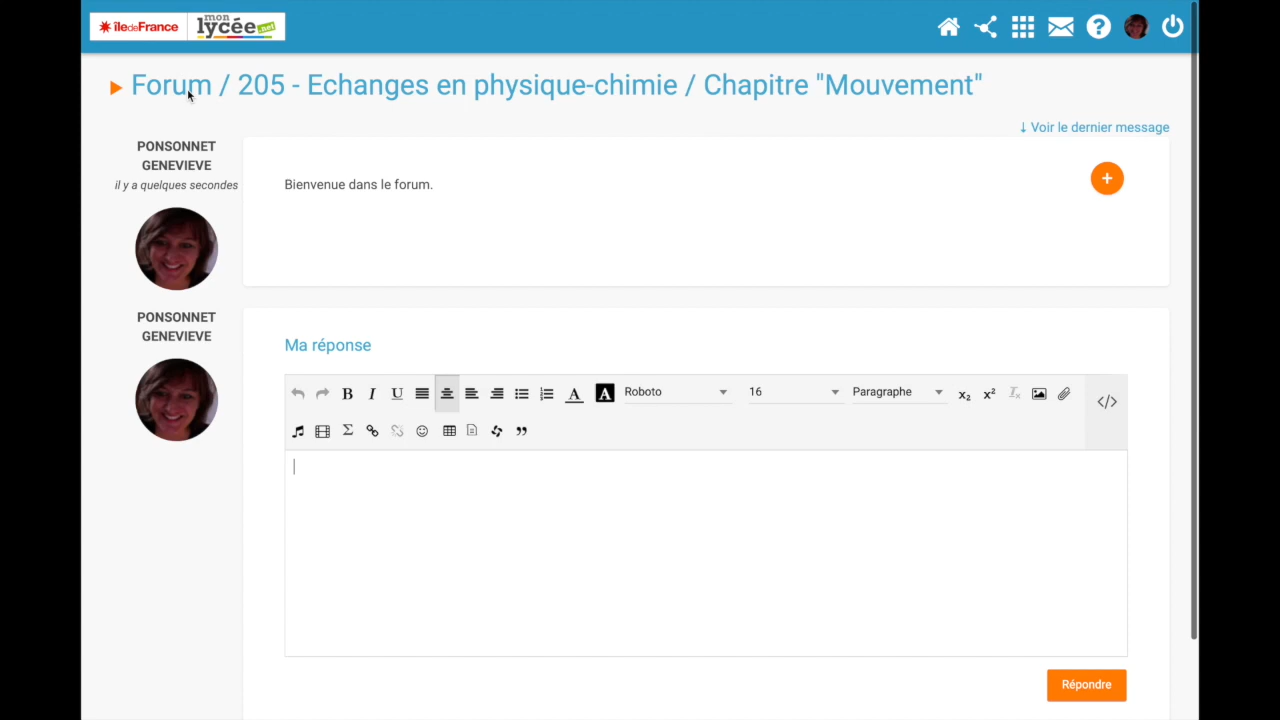 îledeFrance
mon
lycée.net
Forum / 205 - Echanges en physique-chimie / Chapitre "Mouvement"
↓ Voir le dernier message
PONSONNET
GENEVIEVE
il y a quelques secondes
Bienvenue dans le forum.
PONSONNET
GENEVIEVE
Ma réponse
B I U A A Roboto 16 Paragraphe x₂ x² Tx </>
Σ ”
Répondre